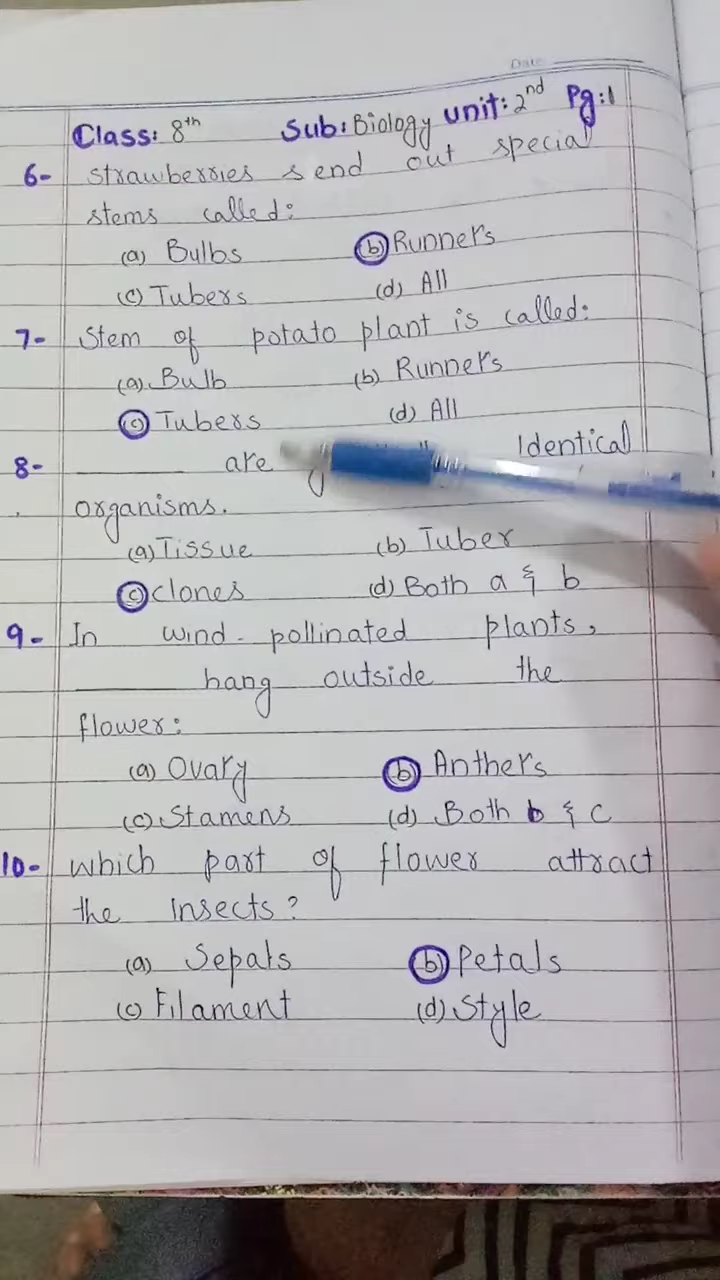 Date
Class: 8th Sub: Biology unit: 2nd Pg:1
6- strawberries send out special
stems called:
(a) Bulbs (b) Runners
(c) Tubers (d) All
7- Stem of potato plant is called:
(a) Bulb (b) Runners
(c) Tubers (d) All
8- ______ are Identical
organisms.
(a) Tissue (b) Tuber
(c) clones (d) Both a & b
9- In wind-pollinated plants,
______ hang outside the
flower:
(a) Ovary (b) Anthers
(c) Stamens (d) Both b & c
10- which part of flower attract
the insects?
(a) Sepals (b) Petals
(c) Filament (d) Style